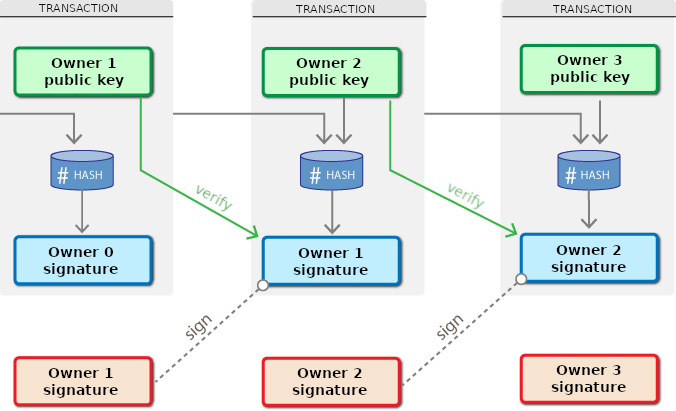 TRANSACTION
TRANSACTION
TRANSACTION
Owner 1
public key
Owner 2
public key
Owner 3
public key
# HASH
# HASH
# HASH
verify
verify
Owner 0
signature
Owner 1
signature
Owner 2
signature
sign
sign
Owner 1
signature
Owner 2
signature
Owner 3
signature